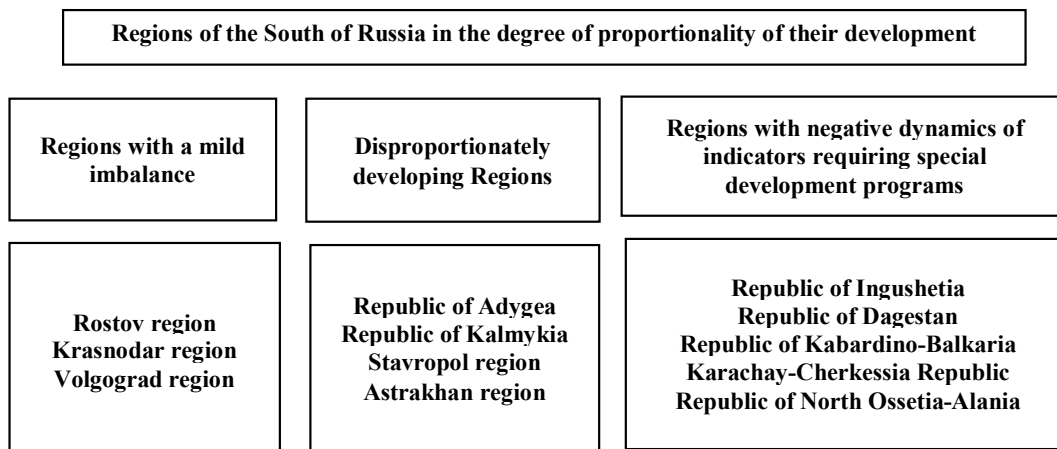 Regions of the South of Russia in the degree of proportionality of their development
Regions with a mild
imbalance
Disproportionately
developing Regions
Regions with negative dynamics of
indicators requiring special
development programs
Rostov region
Krasnodar region
Volgograd region
Republic of Adygea
Republic of Kalmykia
Stavropol region
Astrakhan region
Republic of Ingushetia
Republic of Dagestan
Republic of Kabardino-Balkaria
Karachay-Cherkessia Republic
Republic of North Ossetia-Alania